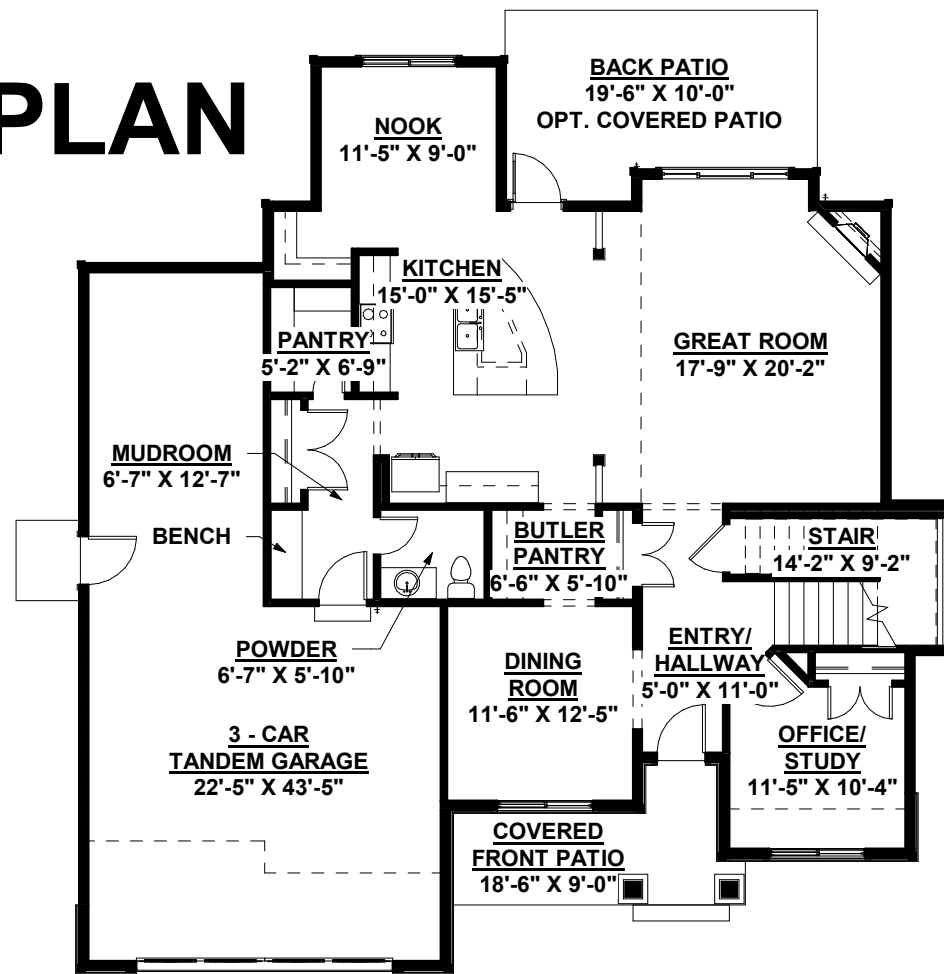 PLAN
BACK PATIO
19'-6" X 10'-0"
OPT. COVERED PATIO
NOOK
11'-5" X 9'-0"
KITCHEN
15'-0" X 15'-5"
PANTRY
5'-2" X 6'-9"
GREAT ROOM
17'-9" X 20'-2"
MUDROOM
6'-7" X 12'-7"
BENCH
BUTLER
PANTRY
6'-6" X 5'-10"
STAIR
14'-2" X 9'-2"
POWDER
6'-7" X 5'-10"
ENTRY/
HALLWAY
5'-0" X 11'-0"
DINING
ROOM
11'-6" X 12'-5"
3 - CAR
TANDEM GARAGE
22'-5" X 43'-5"
OFFICE/
STUDY
11'-5" X 10'-4"
COVERED
FRONT PATIO
18'-6" X 9'-0"